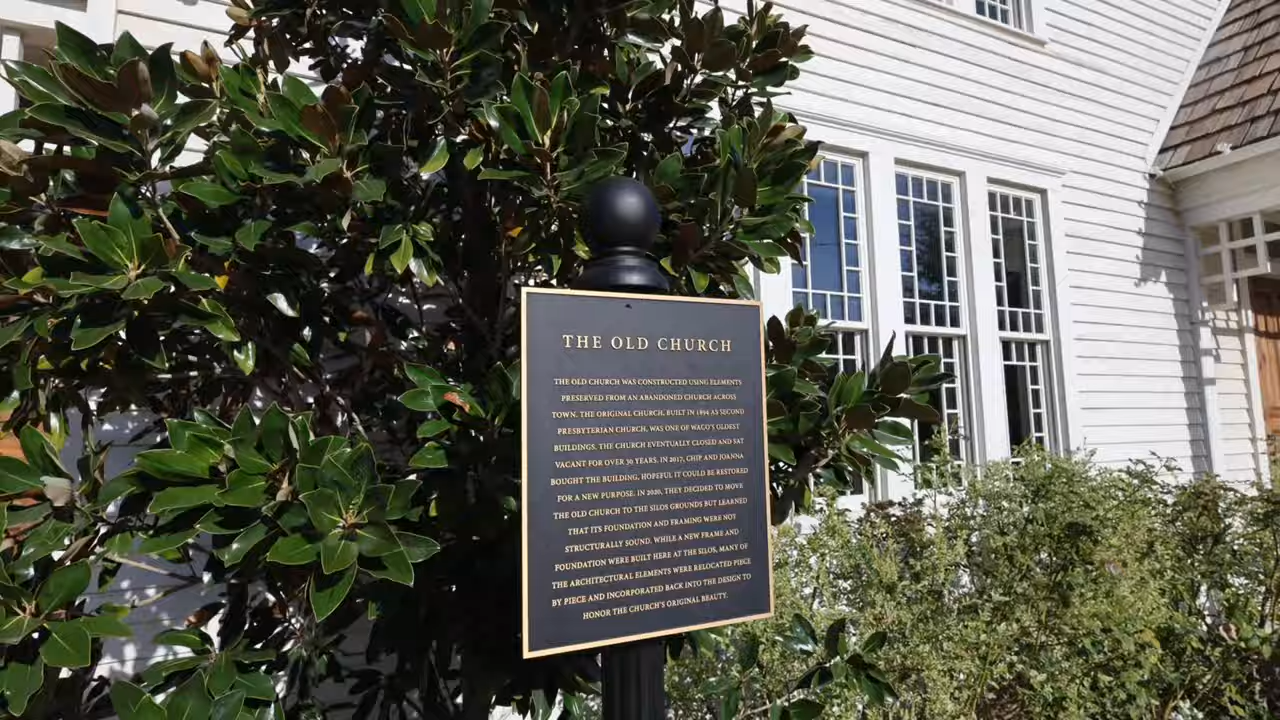 THE OLD CHURCH
THE OLD CHURCH WAS CONSTRUCTED USING ELEMENTS
PRESERVED FROM AN ABANDONED CHURCH ACROSS
TOWN. THE ORIGINAL CHURCH, BUILT IN 1894 AS SECOND
PRESBYTERIAN CHURCH, WAS ONE OF WACO'S OLDEST
BUILDINGS. THE CHURCH EVENTUALLY CLOSED AND SAT
VACANT FOR OVER 30 YEARS. IN 2017, CHIP AND JOANNA
BOUGHT THE BUILDING, HOPEFUL IT COULD BE RESTORED
FOR A NEW PURPOSE. IN 2020, THEY DECIDED TO MOVE
THE OLD CHURCH TO THE SILOS GROUNDS BUT LEARNED
THAT ITS FOUNDATION AND FRAMING WERE NOT
STRUCTURALLY SOUND. WHILE A NEW FRAME AND
FOUNDATION WERE BUILT HERE AT THE SILOS, MANY OF
THE ARCHITECTURAL ELEMENTS WERE RELOCATED PIECE
BY PIECE AND INCORPORATED BACK INTO THE DESIGN TO
HONOR THE CHURCH'S ORIGINAL BEAUTY.